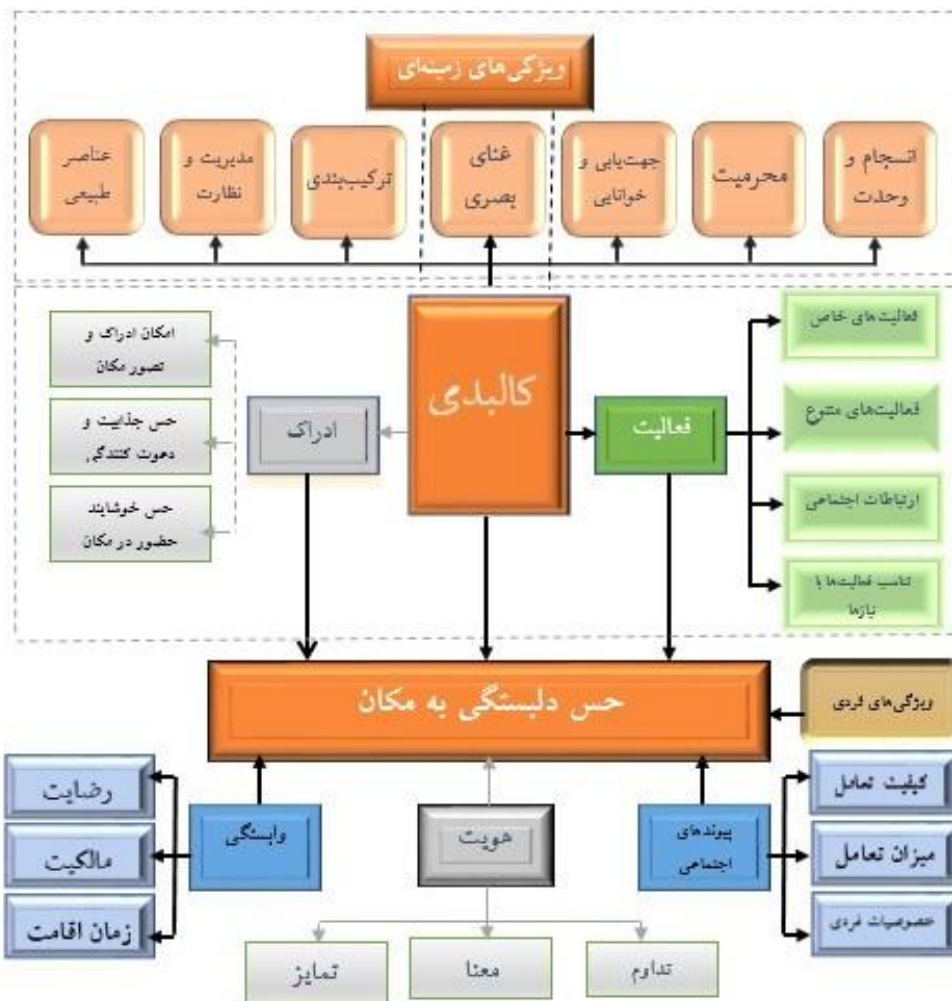 ویژگی‌های زمینه‌ای
انسجام و
وحدت
محرمیت
جهت‌یابی و
خوانایی
غنای
بصری
ترکیب‌بندی
مدیریت و
نظارت
عناصر
طبیعی
کالبدی
فعالیت
ادراک
فعالیت‌های خاص
فعالیت‌های متنوع
ارتباطات اجتماعی
تناسب فعالیت‌ها با
نیازها
امکان ادراک و
تصور مکان
حس جذابیت و
دعوت کنندگی
حس خوشایند
حضور در مکان
حس دلبستگی به مکان
ویژگی‌های فردی
پیوندهای
اجتماعی
کیفیت تعامل
میزان تعامل
خصوصیات فردی
هویت
تداوم
معنا
تمایز
وابستگی
رضایت
مالکیت
زمان اقامت